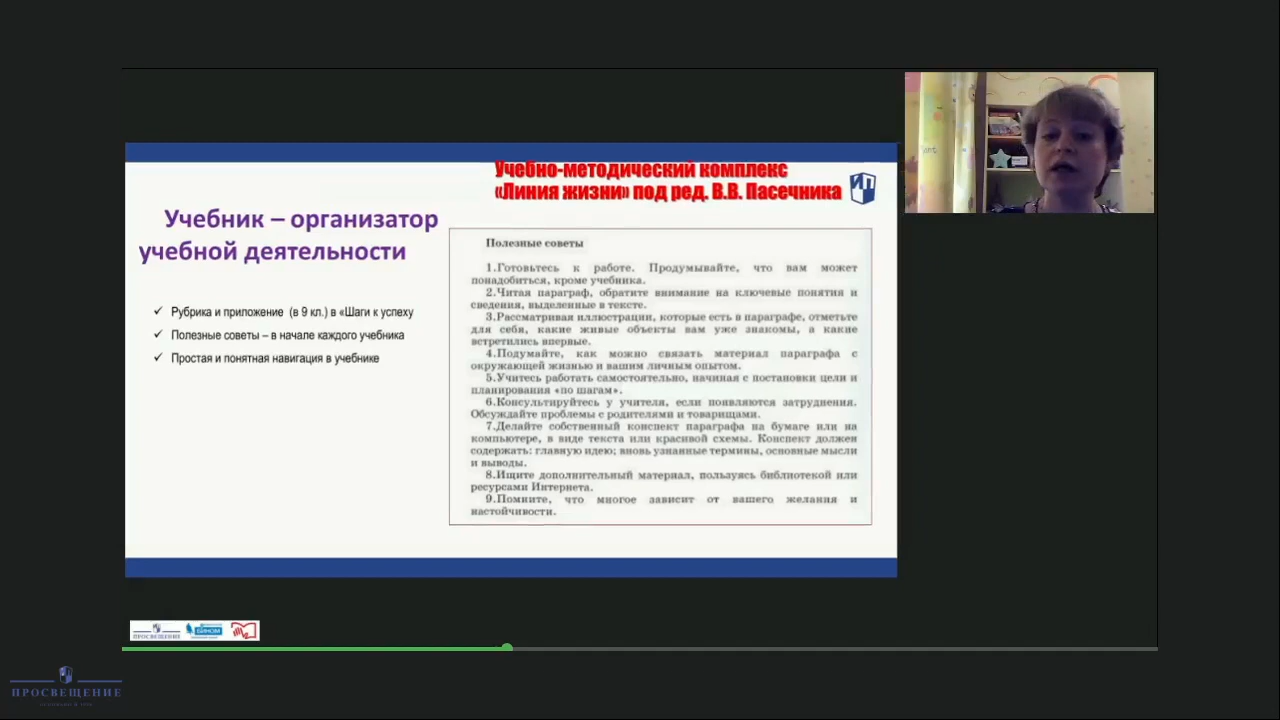 Учебно-методический комплекс
«Линия жизни» под ред. В.В. Пасечника
Учебник – организатор
учебной деятельности
Рубрика и приложение (в 9 кл.) в «Шаги к успеху
Полезные советы – в начале каждого учебника
Простая и понятная навигация в учебнике
Полезные советы
1.Готовьтесь к работе. Продумывайте, что вам может
понадобиться, кроме учебника.
2.Читая параграф, обратите внимание на ключевые понятия и
сведения, выделенные в тексте.
3.Рассматривая иллюстрации, которые есть в параграфе, отметьте
для себя, какие живые объекты вам уже знакомы, а какие
встретились впервые.
4.Подумайте, как можно связать материал параграфа с
окружающей жизнью и вашим личным опытом.
5.Учитесь работать самостоятельно, начиная с постановки цели и
планирования «по шагам».
6.Консультируйтесь у учителя, если появляются затруднения.
Обсуждайте проблемы с родителями и товарищами.
7.Делайте собственный конспект параграфа на бумаге или на
компьютере, в виде текста или красивой схемы. Конспект должен
содержать: главную идею; вновь узнанные термины, основные мысли
и выводы.
8.Ищите дополнительный материал, пользуясь библиотекой или
ресурсами Интернета.
9.Помните, что многое зависит от вашего желания и
настойчивости.
ПРОСВЕЩЕНИЕ
БИНОМ
ПРОСВЕЩЕНИЕ